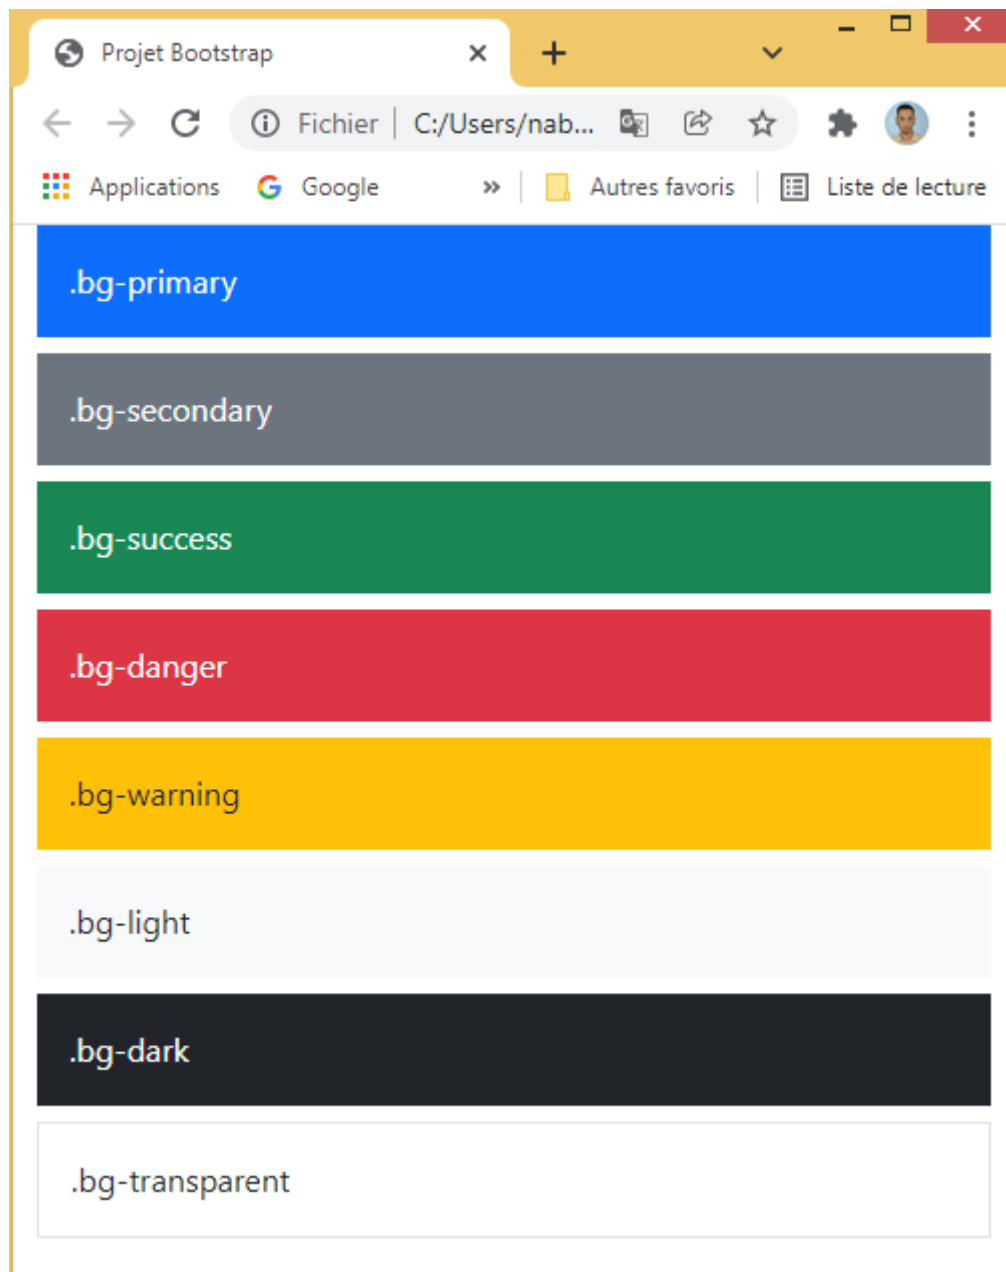 Projet Bootstrap
Fichier | C:/Users/nab...
Applications Google » Autres favoris Liste de lecture
.bg-primary
.bg-secondary
.bg-success
.bg-danger
.bg-warning
.bg-light
.bg-dark
.bg-transparent